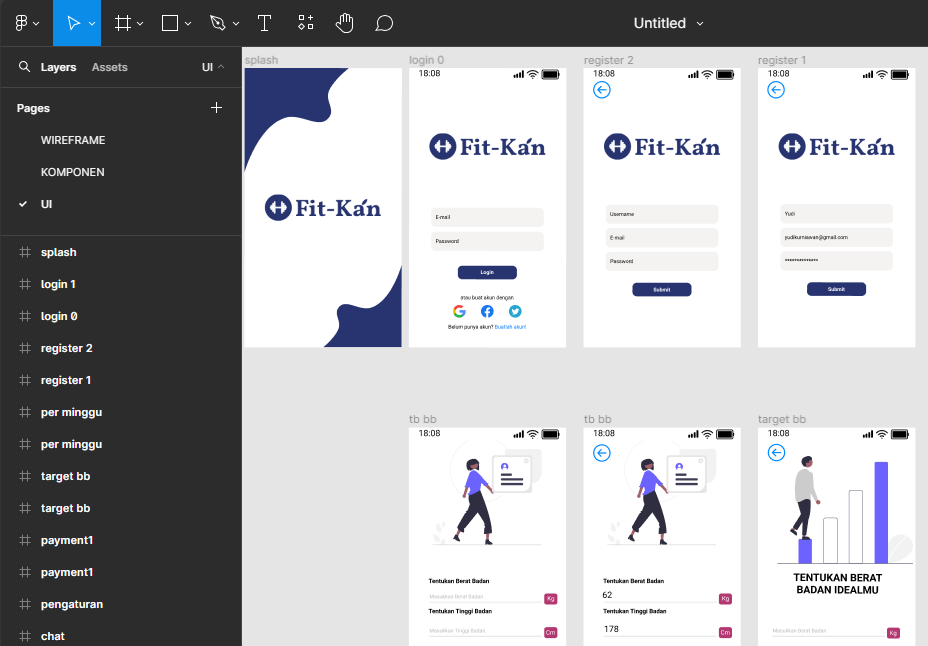 Untitled
Layers
Assets
UI
Pages
WIREFRAME
KOMPONEN
UI
splash
login 1
login 0
register 2
register 1
per minggu
per minggu
target bb
target bb
payment1
payment1
pengaturan
chat
splash
Fit-Kan
login 0
18:08
Fit-Kan
E-mail
Password
Login
atau buat akun dengan
Belum punya akun? Buatlah akun!
register 2
18:08
Fit-Kan
Username
E-mail
Password
Submit
register 1
18:08
Fit-Kan
Yudi
yudikurniawan@gmail.com
***************
Submit
tb bb
18:08
Tentukan Berat Badan
Masukkan Berat Badan
Kg
Tentukan Tinggi Badan
Masukkan Tinggi Badan
Cm
tb bb
18:08
Tentukan Berat Badan
62
Kg
Tentukan Tinggi Badan
178
Cm
target bb
18:08
TENTUKAN BERAT
BADAN IDEALMU
Masukkan Berat Badan
Kg